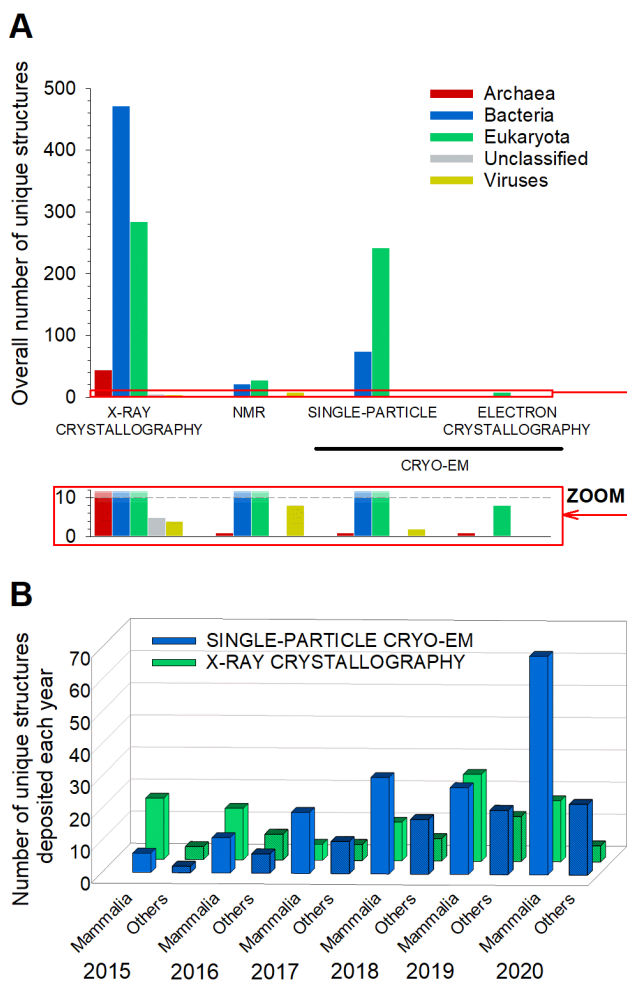 A
Overall number of unique structures
500
400
300
200
100
0
Archaea
Bacteria
Eukaryota
Unclassified
Viruses
X-RAY
CRYSTALLOGRAPHY
NMR
SINGLE-PARTICLE
ELECTRON
CRYSTALLOGRAPHY
CRYO-EM
10
0
ZOOM
B
SINGLE-PARTICLE CRYO-EM
X-RAY CRYSTALLOGRAPHY
Number of unique structures
deposited each year
70
60
50
40
30
20
10
0
Mammalia
Others
Mammalia
Others
Mammalia
Others
Mammalia
Others
Mammalia
Others
Mammalia
Others
2015
2016
2017
2018
2019
2020